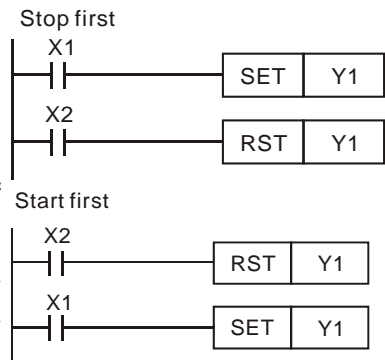 Stop first
X1
SET Y1
X2
RST Y1
Start first
X2
RST Y1
X1
SET Y1